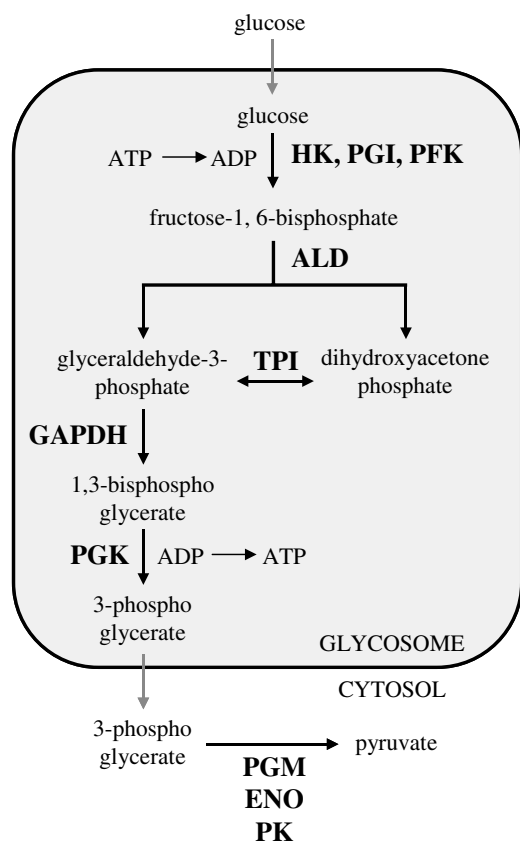 glucose
glucose
ATP ADP HK, PGI, PFK
fructose-1, 6-bisphosphate
ALD
glyceraldehyde-3-
phosphate
TPI
dihydroxyacetone
phosphate
GAPDH
1,3-bisphospho
glycerate
PGK ADP ATP
3-phospho
glycerate
GLYCOSOME
CYTOSOL
3-phospho
glycerate
pyruvate
PGM
ENO
PK